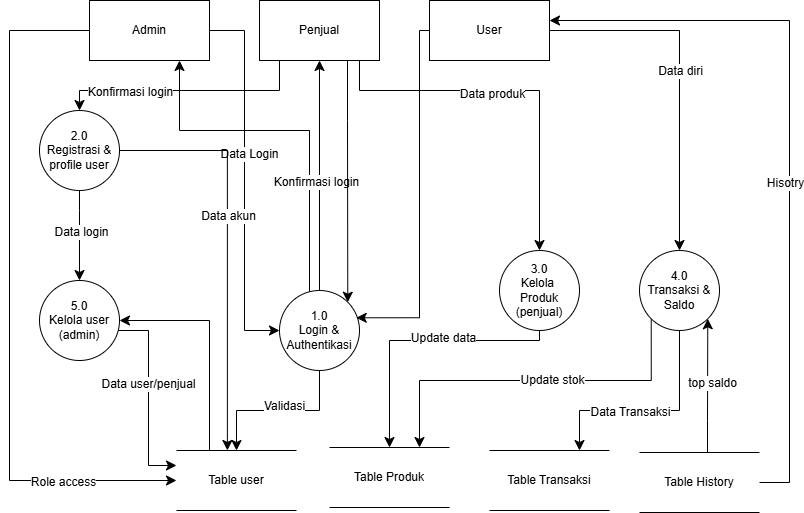 Admin
Penjual
User
Data diri
Konfirmasi login
Data produk
2.0
Registrasi &
profile user
Data Login
Konfirmasi login
Hisotry
Data akun
Data login
3.0
Kelola
Produk
(penjual)
4.0
Transaksi &
Saldo
5.0
Kelola user
(admin)
1.0
Login &
Authentikasi
Update data
Data user/penjual
Update stok
top saldo
Validasi
Data Transaksi
Role access
Table user
Table Produk
Table Transaksi
Table History